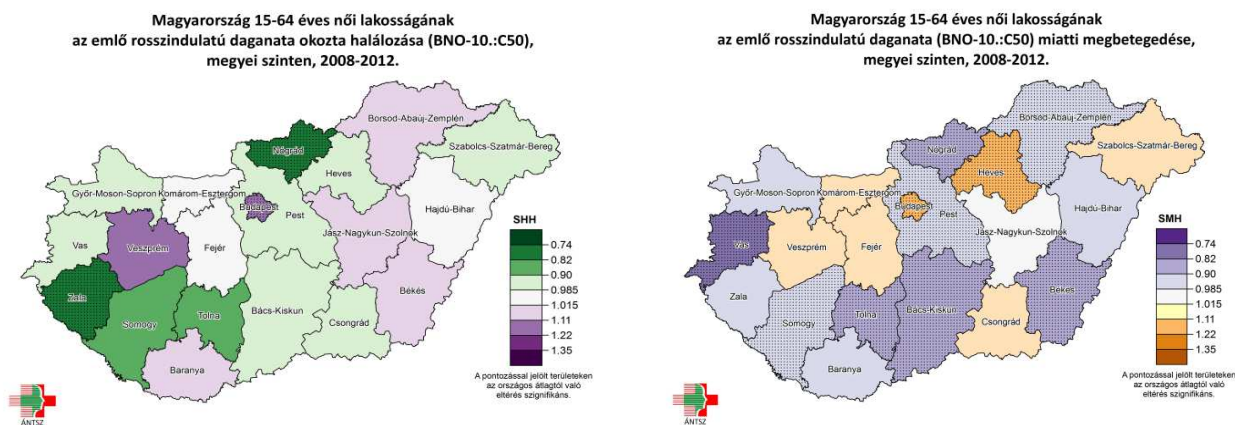 Magyarország 15-64 éves női lakosságának
az emlő rosszindulatú daganata okozta halálozása (BNO-10.:C50),
megyei szinten, 2008-2012.
Borsod-Abaúj-Zemplén
Szabolcs-Szatmár-Bereg
Nógrád
Heves
Győr-Moson-Sopron
Komárom-Esztergom
Budapest
Pest
Hajdú-Bihar
Jász-Nagykun-Szolnok
Vas
Veszprém
Fejér
Zala
Somogy
Tolna
Bács-Kiskun
Békés
Csongrád
Baranya
SHH
0.74
0.82
0.90
0.985
1.015
1.11
1.22
1.35
A pontozással jelölt területeken
az országos átlagtól való
eltérés szignifikáns.
ÁNTSZ
Magyarország 15-64 éves női lakosságának
az emlő rosszindulatú daganata (BNO-10.:C50) miatti megbetegedése,
megyei szinten, 2008-2012.
Borsod-Abaúj-Zemplén
Szabolcs-Szatmár-Bereg
Nógrád
Heves
Győr-Moson-Sopron
Komárom-Esztergom
Budapest
Pest
Hajdú-Bihar
Jász-Nagykun-Szolnok
Vas
Veszprém
Fejér
Zala
Somogy
Tolna
Bács-Kiskun
Békés
Csongrád
Baranya
SMH
0.74
0.82
0.90
0.985
1.015
1.11
1.22
1.35
A pontozással jelölt területeken
az országos átlagtól való
eltérés szignifikáns.
ÁNTSZ